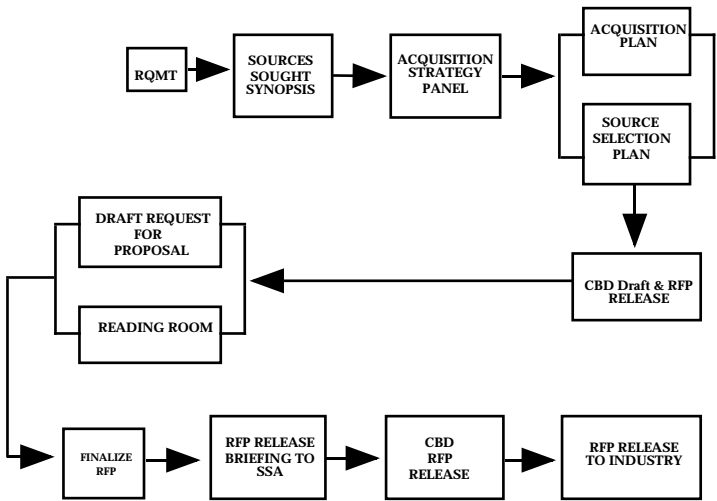 RQMT
SOURCES
SOUGHT
SYNOPSIS
ACQUISITION
STRATEGY
PANEL
ACQUISITION
PLAN
SOURCE
SELECTION
PLAN
CBD Draft & RFP
RELEASE
DRAFT REQUEST
FOR
PROPOSAL
READING ROOM
FINALIZE
RFP
RFP RELEASE
BRIEFING TO
SSA
CBD
RFP
RELEASE
RFP RELEASE
TO INDUSTRY